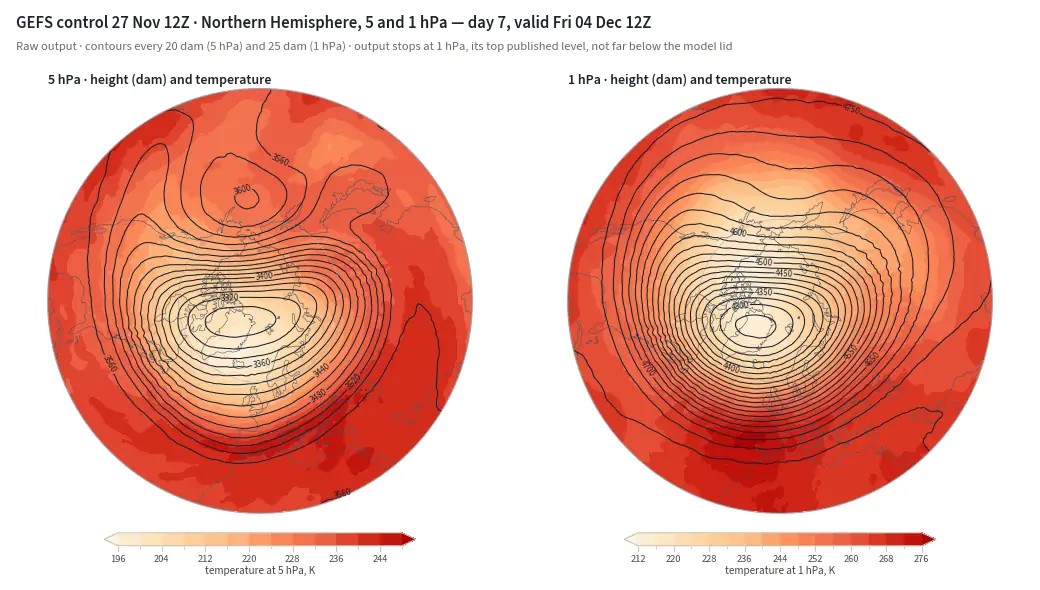 GEFS control 27 Nov 12Z · Northern Hemisphere, 5 and 1 hPa — day 7, valid Fri 04 Dec 12Z
Raw output · contours every 20 dam (5 hPa) and 25 dam (1 hPa) · output stops at 1 hPa, its top published level, not far below the model lid
5 hPa · height (dam) and temperature
3560
3600
3400
3300
3360
3440
3480
3520
3560
3560
196 204 212 220 228 236 244
temperature at 5 hPa, K
1 hPa · height (dam) and temperature
4750
4600
4500
4450
4350
4300
4400
4550
4650
4700
212 220 228 236 244 252 260 268 276
temperature at 1 hPa, K